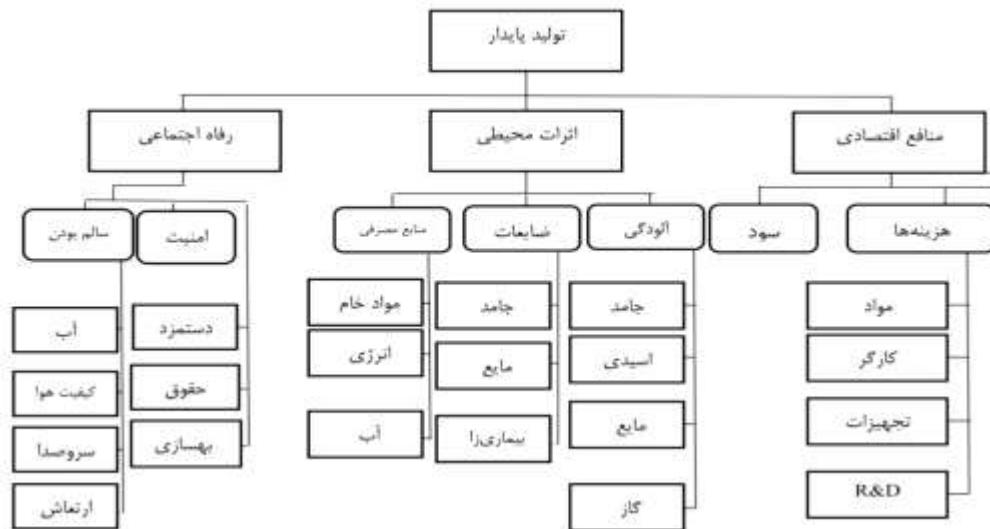 تولید پایدار
منافع اقتصادی
اثرات محیطی
رفاه اجتماعی
هزینه‌ها
سود
آلودگی
ضایعات
منابع مصرفی
امنیت
سالم بودن
مواد
کارگر
تجهیزات
R&D
جامد
اسیدی
مایع
گاز
جامد
مایع
بیماری‌زا
مواد خام
انرژی
آب
دستمزد
حقوق
بهسازی
آب
کیفیت هوا
سروصدا
ارتعاش